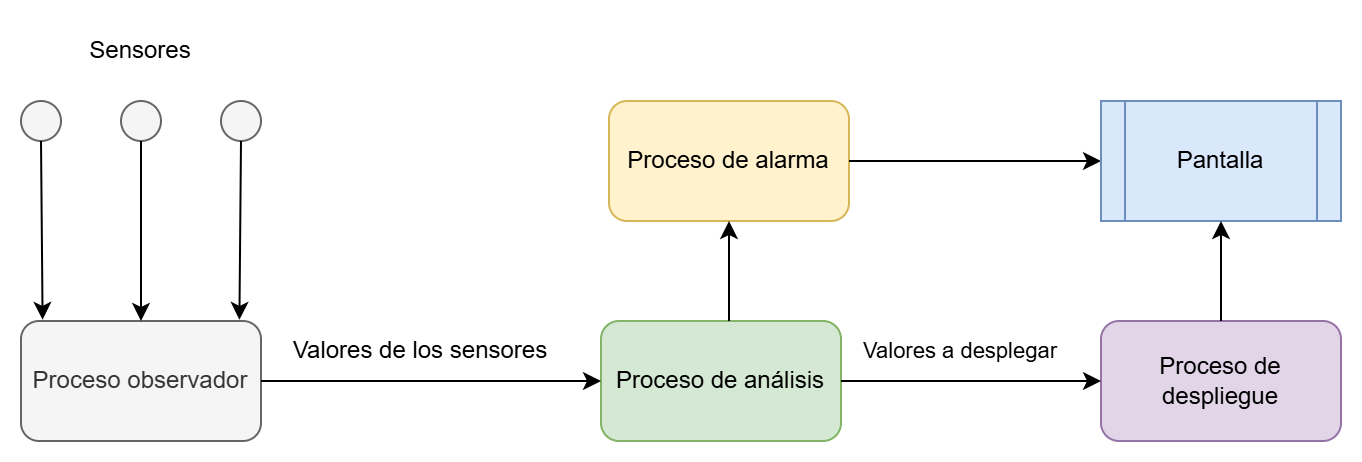 Sensores
Proceso de alarma
Pantalla
Proceso observador
Valores de los sensores
Proceso de análisis
Valores a desplegar
Proceso de
despliegue